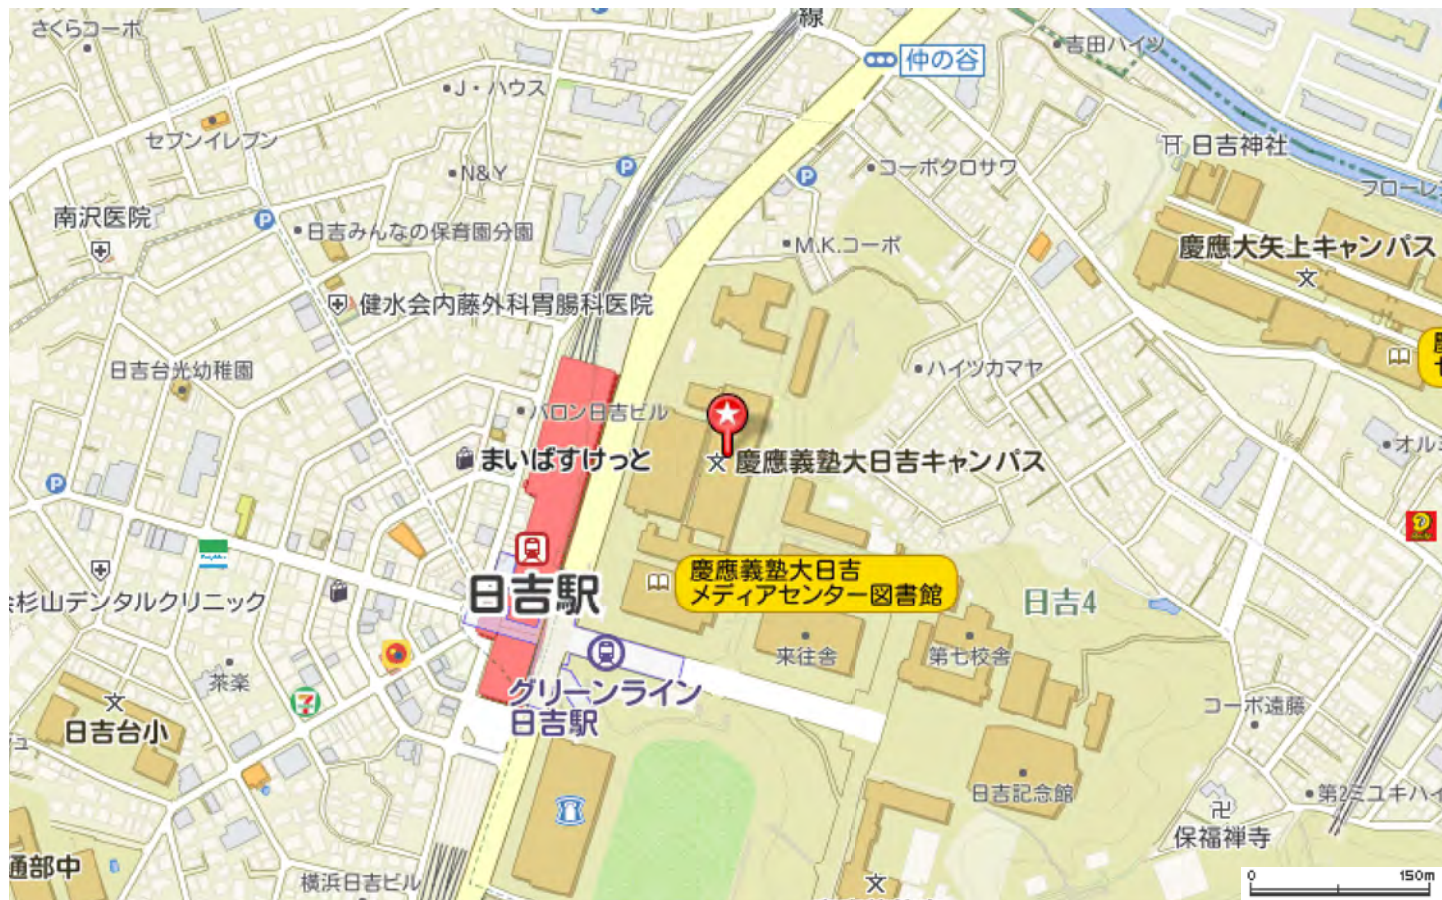 さくらコーポ
線
仲の谷
吉田ハイツ
J・ハウス
セブンイレブン
日吉神社
N&Y
P
コーポタクロサワ
P
フローレ
南沢医院
P
日吉みんなの保育園分園
M.K.コーポ
慶應大矢上キャンパス
健水会内藤外科胃腸科医院
日吉台光幼稚園
ハイツカマヤ
バロン日吉ビル
オルミ
まいばすけっと
慶應義塾大日吉キャンパス
P
慶應義塾大日吉
メディアセンター図書館
日吉駅
杉山デンタルクリニック
日吉4
来往舎
第七校舎
茶楽
グリーンライン
日吉駅
7
コーポ遠藤
日吉台小
日吉記念館
第2ミユキハイ
保福禅寺
通部中
横浜日吉ビル
0 150m